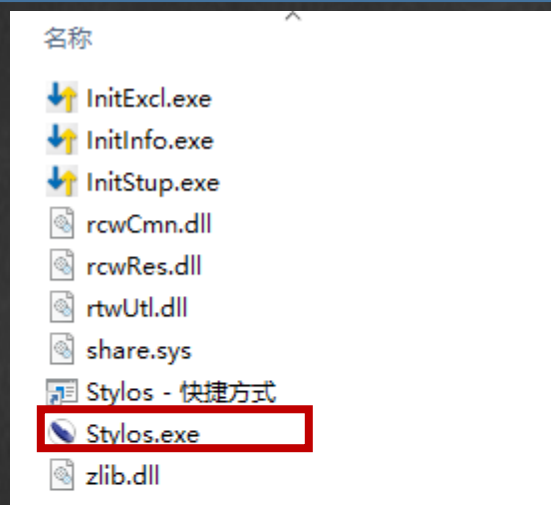 名称
InitExcl.exe
InitInfo.exe
InitStup.exe
rcwCmn.dll
rcwRes.dll
rtwUtl.dll
share.sys
Stylos - 快捷方式
Stylos.exe
zlib.dll